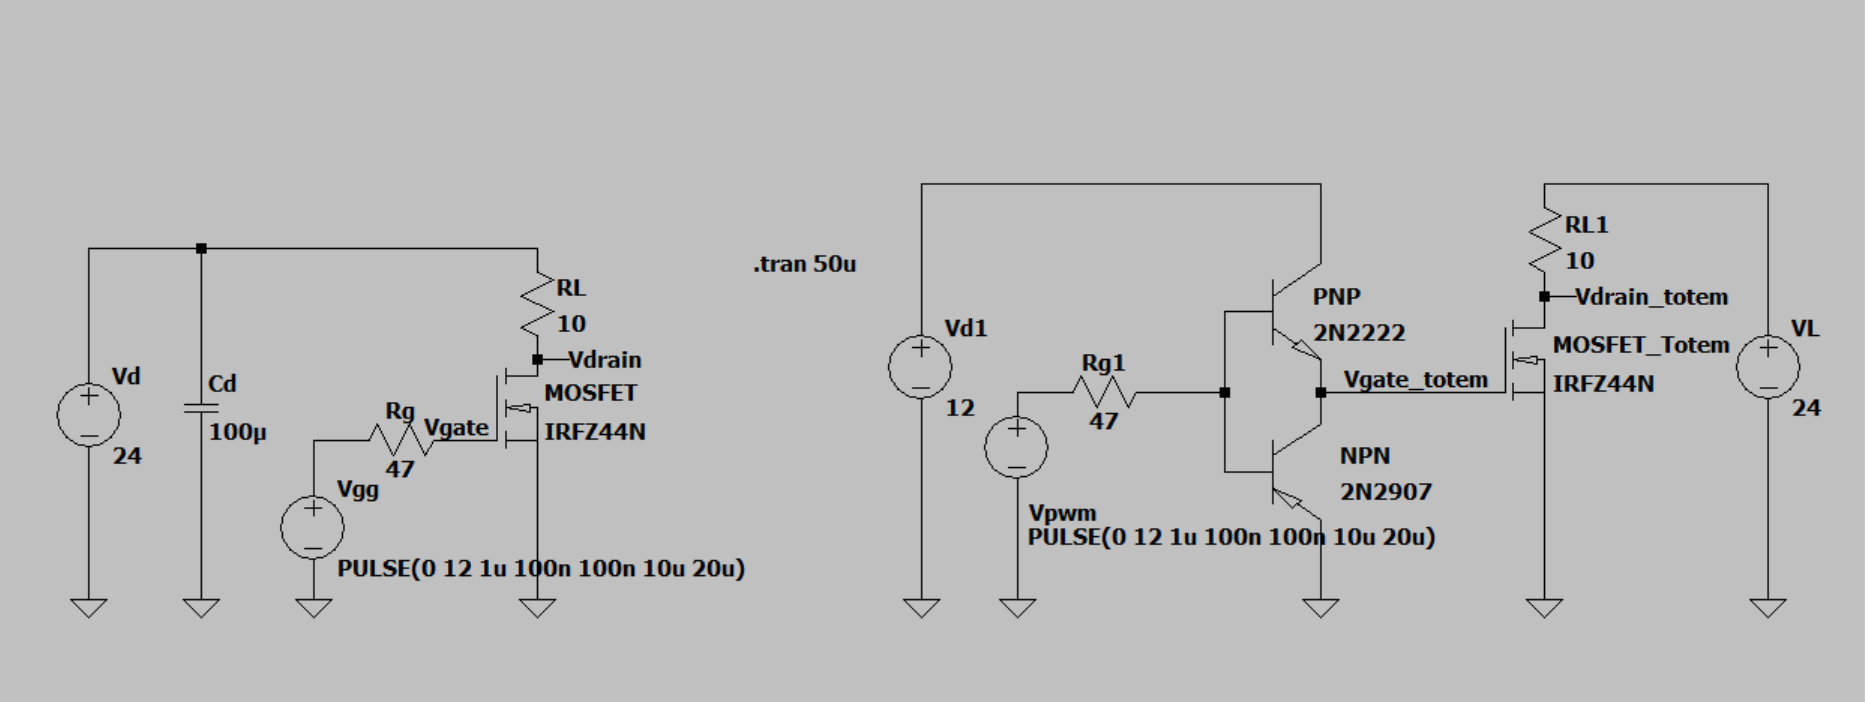 Vd
24
Cd
100µ
RL
10
Vdrain
MOSFET
IRFZ44N
Rg
47
Vgate
Vgg
PULSE(0 12 1u 100n 100n 10u 20u)
.tran 50u
Vd1
12
Rg1
47
Vpwm
PULSE(0 12 1u 100n 100n 10u 20u)
PNP
2N2222
NPN
2N2907
Vgate_totem
RL1
10
Vdrain_totem
MOSFET_Totem
IRFZ44N
VL
24